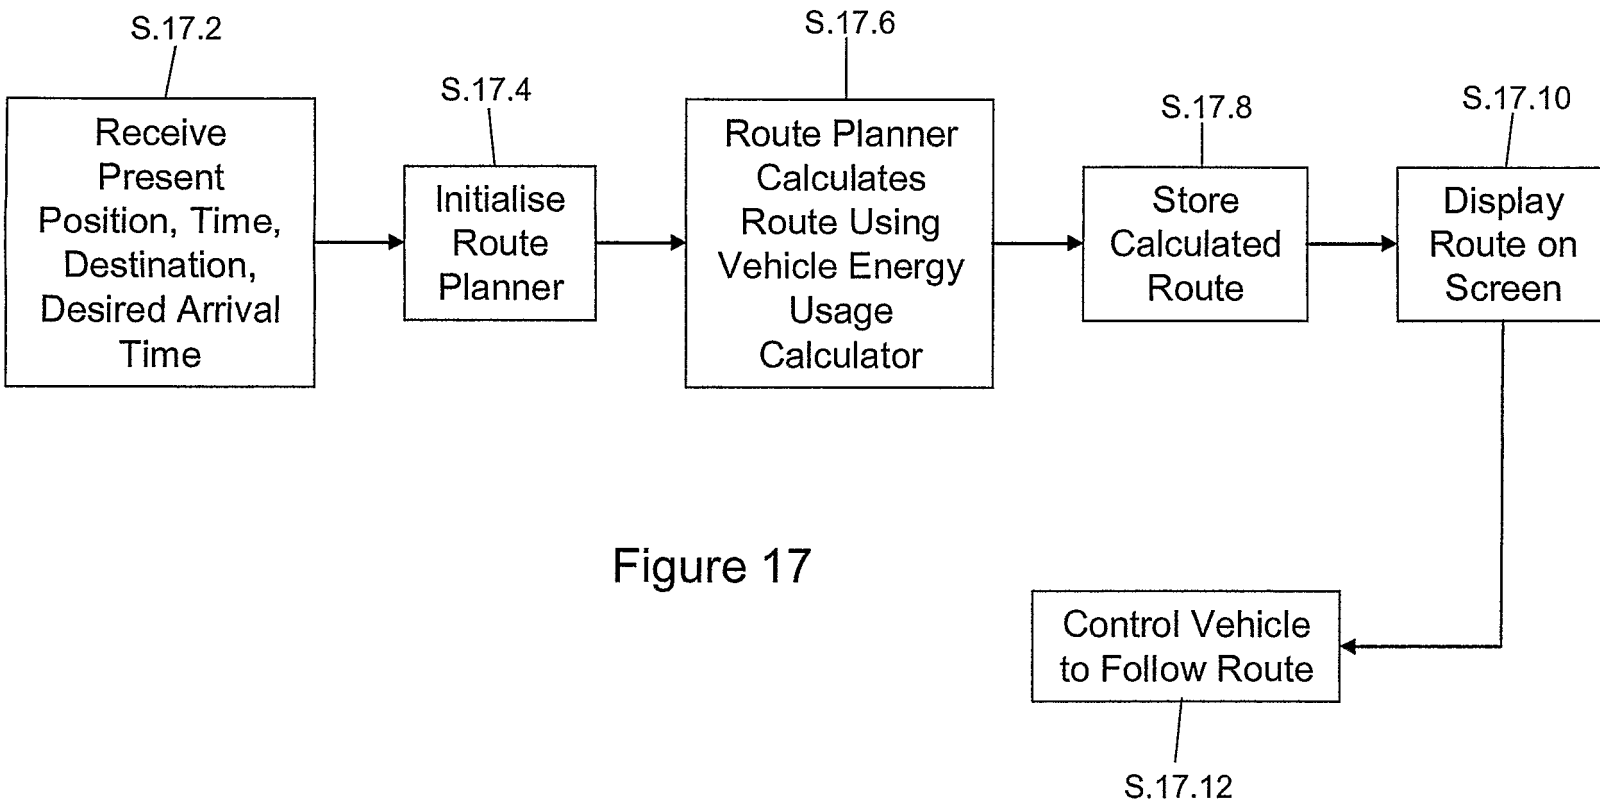 S.17.2
Receive
Present
Position, Time,
Destination,
Desired Arrival
Time
S.17.4
Initialise
Route
Planner
S.17.6
Route Planner
Calculates
Route Using
Vehicle Energy
Usage
Calculator
S.17.8
Store
Calculated
Route
S.17.10
Display
Route on
Screen
Figure 17
Control Vehicle
to Follow Route
S.17.12